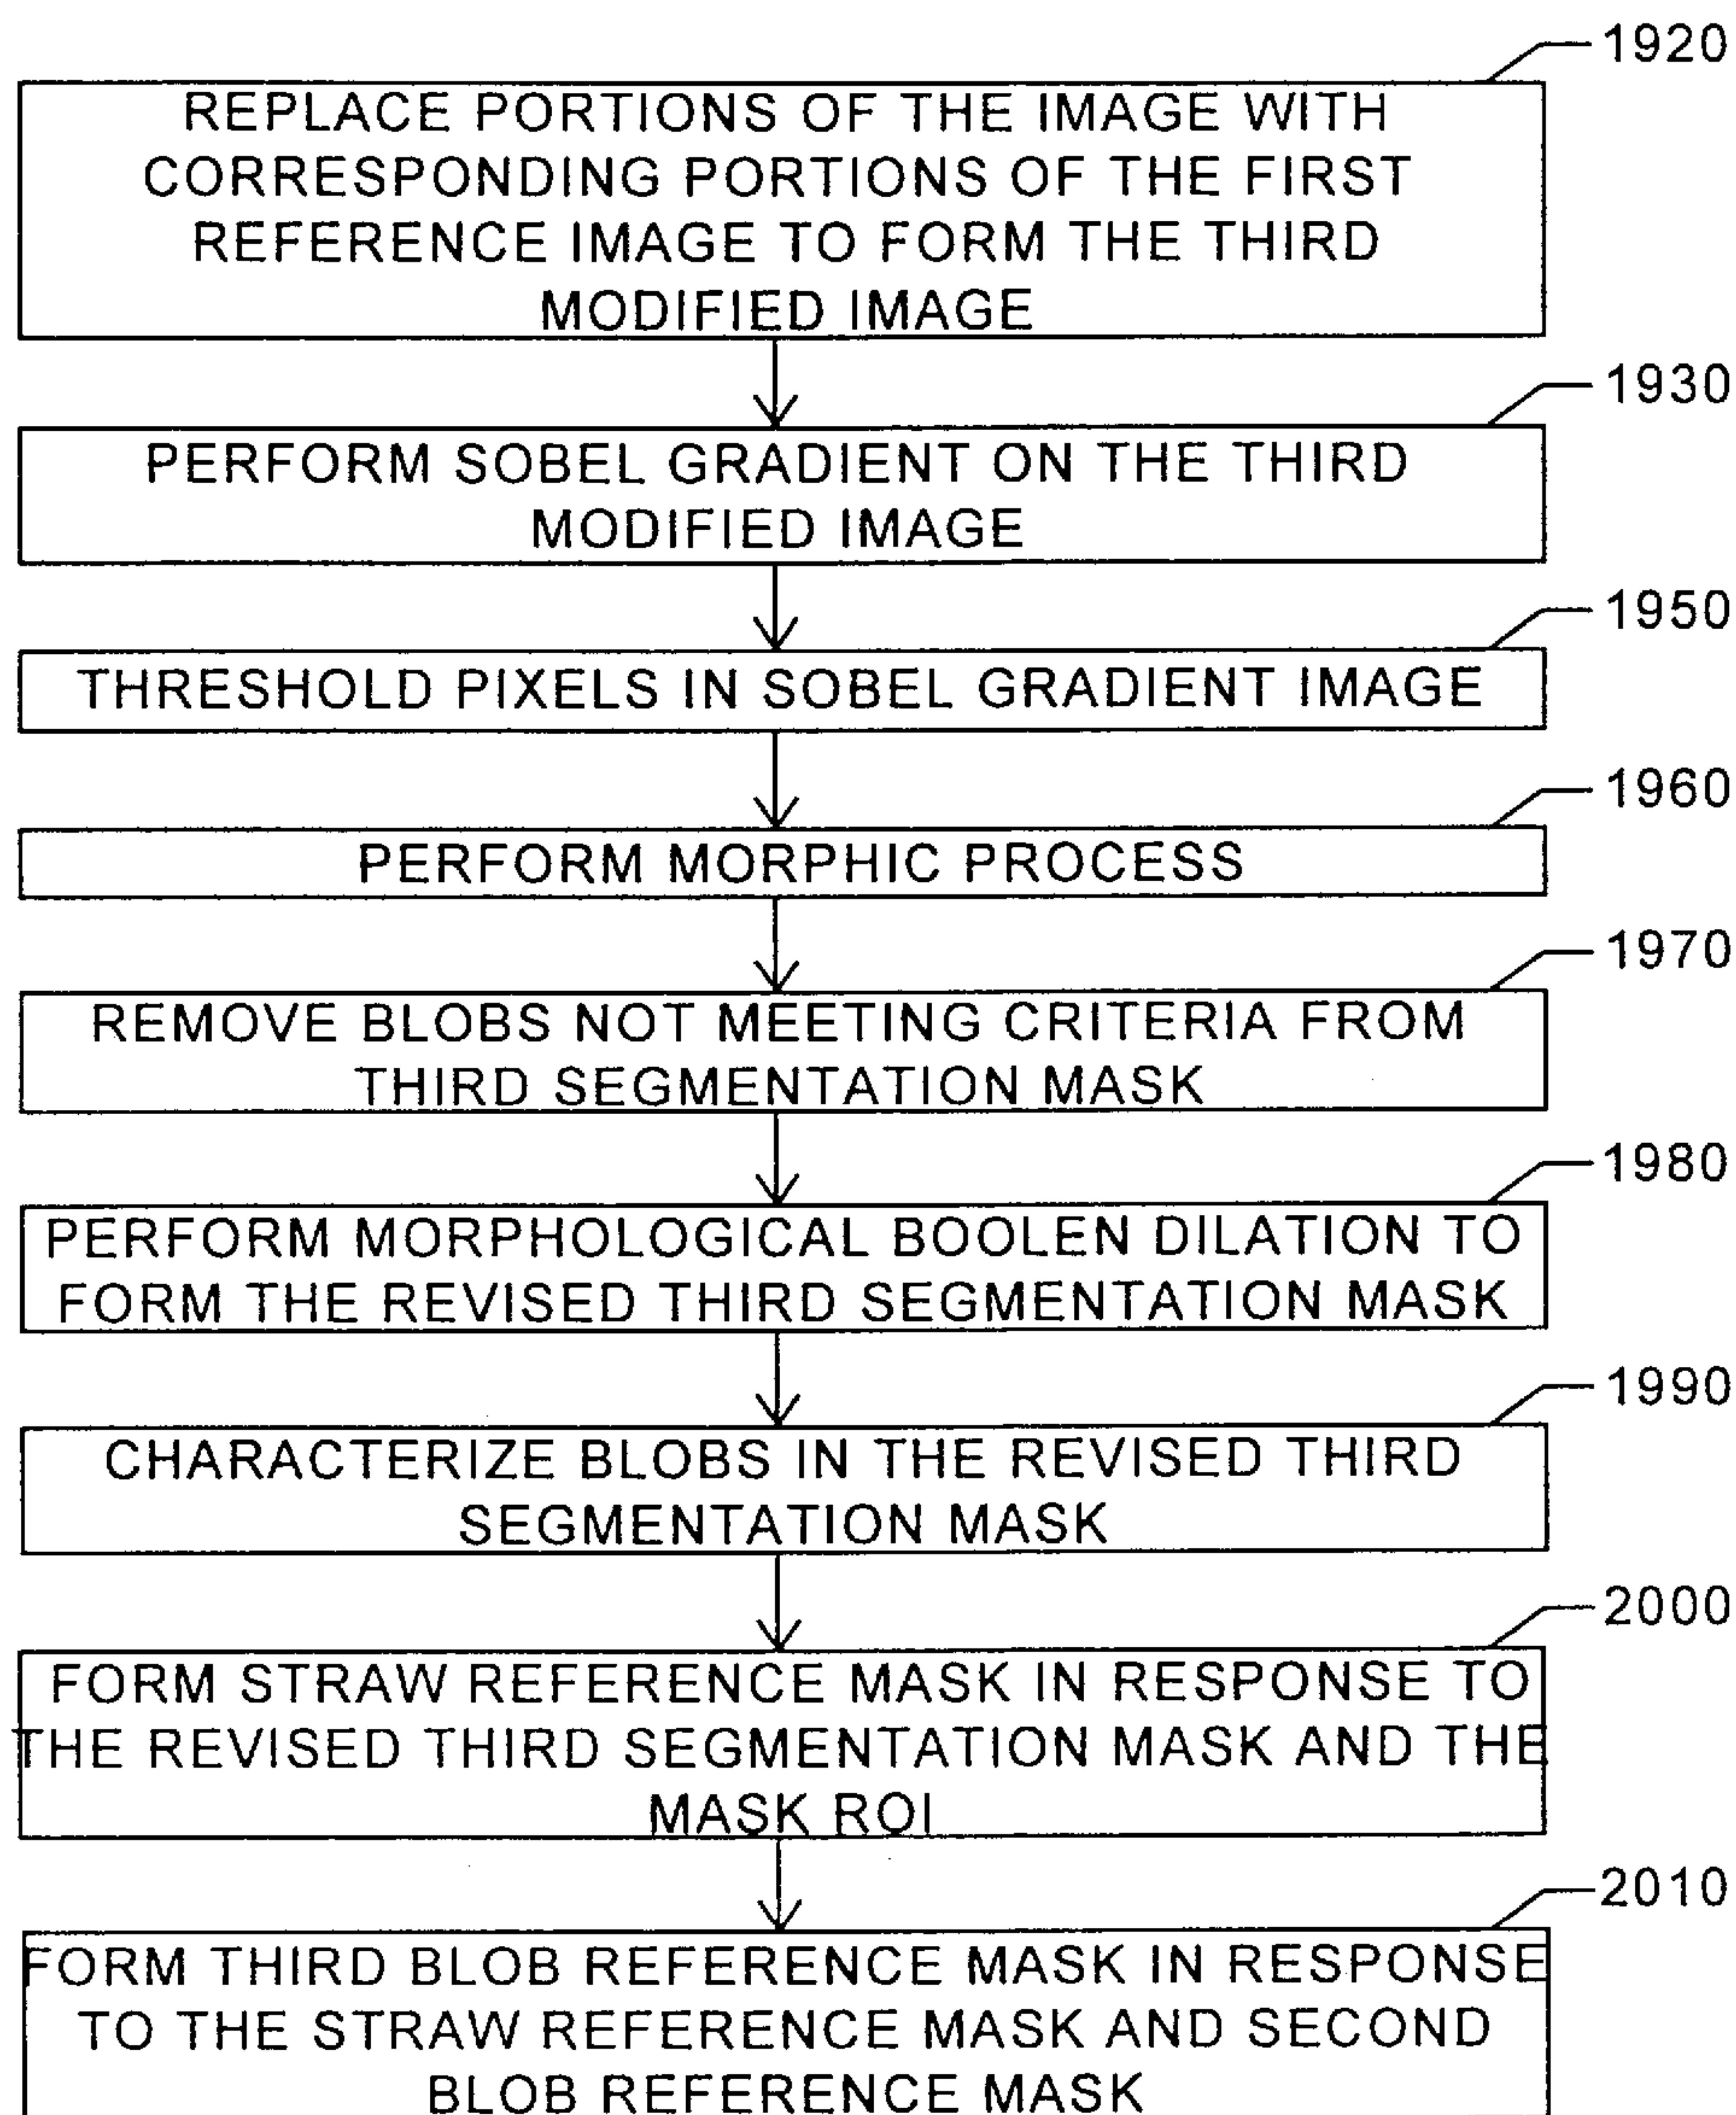 1920
REPLACE PORTIONS OF THE IMAGE WITH
CORRESPONDING PORTIONS OF THE FIRST
REFERENCE IMAGE TO FORM THE THIRD
MODIFIED IMAGE
1930
PERFORM SOBEL GRADIENT ON THE THIRD
MODIFIED IMAGE
1950
THRESHOLD PIXELS IN SOBEL GRADIENT IMAGE
1960
PERFORM MORPHIC PROCESS
1970
REMOVE BLOBS NOT MEETING CRITERIA FROM
THIRD SEGMENTATION MASK
1980
PERFORM MORPHOLOGICAL BOOLEN DILATION TO
FORM THE REVISED THIRD SEGMENTATION MASK
1990
CHARACTERIZE BLOBS IN THE REVISED THIRD
SEGMENTATION MASK
2000
FORM STRAW REFERENCE MASK IN RESPONSE TO
THE REVISED THIRD SEGMENTATION MASK AND THE
MASK ROI
2010
FORM THIRD BLOB REFERENCE MASK IN RESPONSE
TO THE STRAW REFERENCE MASK AND SECOND
BLOB REFERENCE MASK